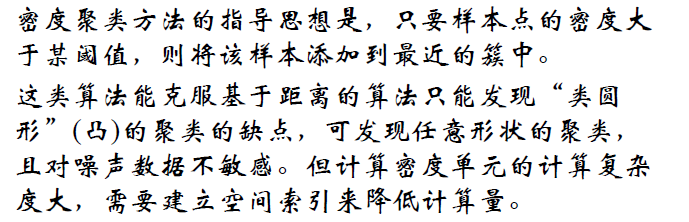 密度聚类方法的指导思想是，只要样本点的密度大
于某阈值，则将该样本添加到最近的簇中。
这类算法能克服基于距离的算法只能发现“类圆
形”(凸)的聚类的缺点，可发现任意形状的聚类，
且对噪声数据不敏感。但计算密度单元的计算复杂
度大，需要建立空间索引来降低计算量。